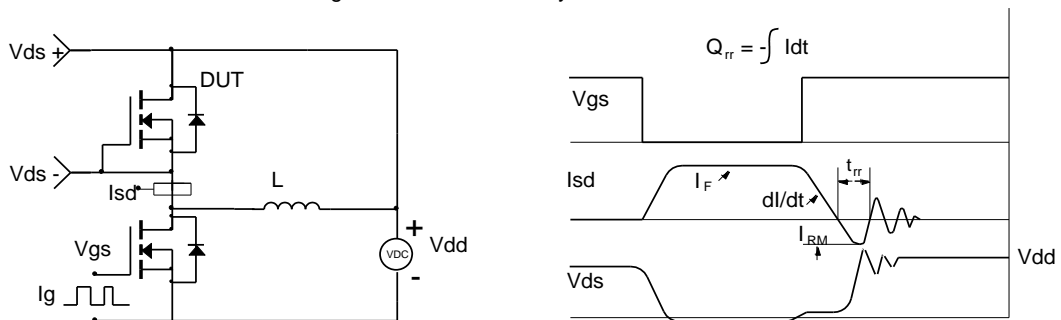 Vds +
DUT
Vds -
Isd
L
Vgs
Ig
+
VDC
-
Vdd
Qrr = -∫ Idt
Vgs
Isd
IF
dI/dt
trr
IRM
Vds
Vdd